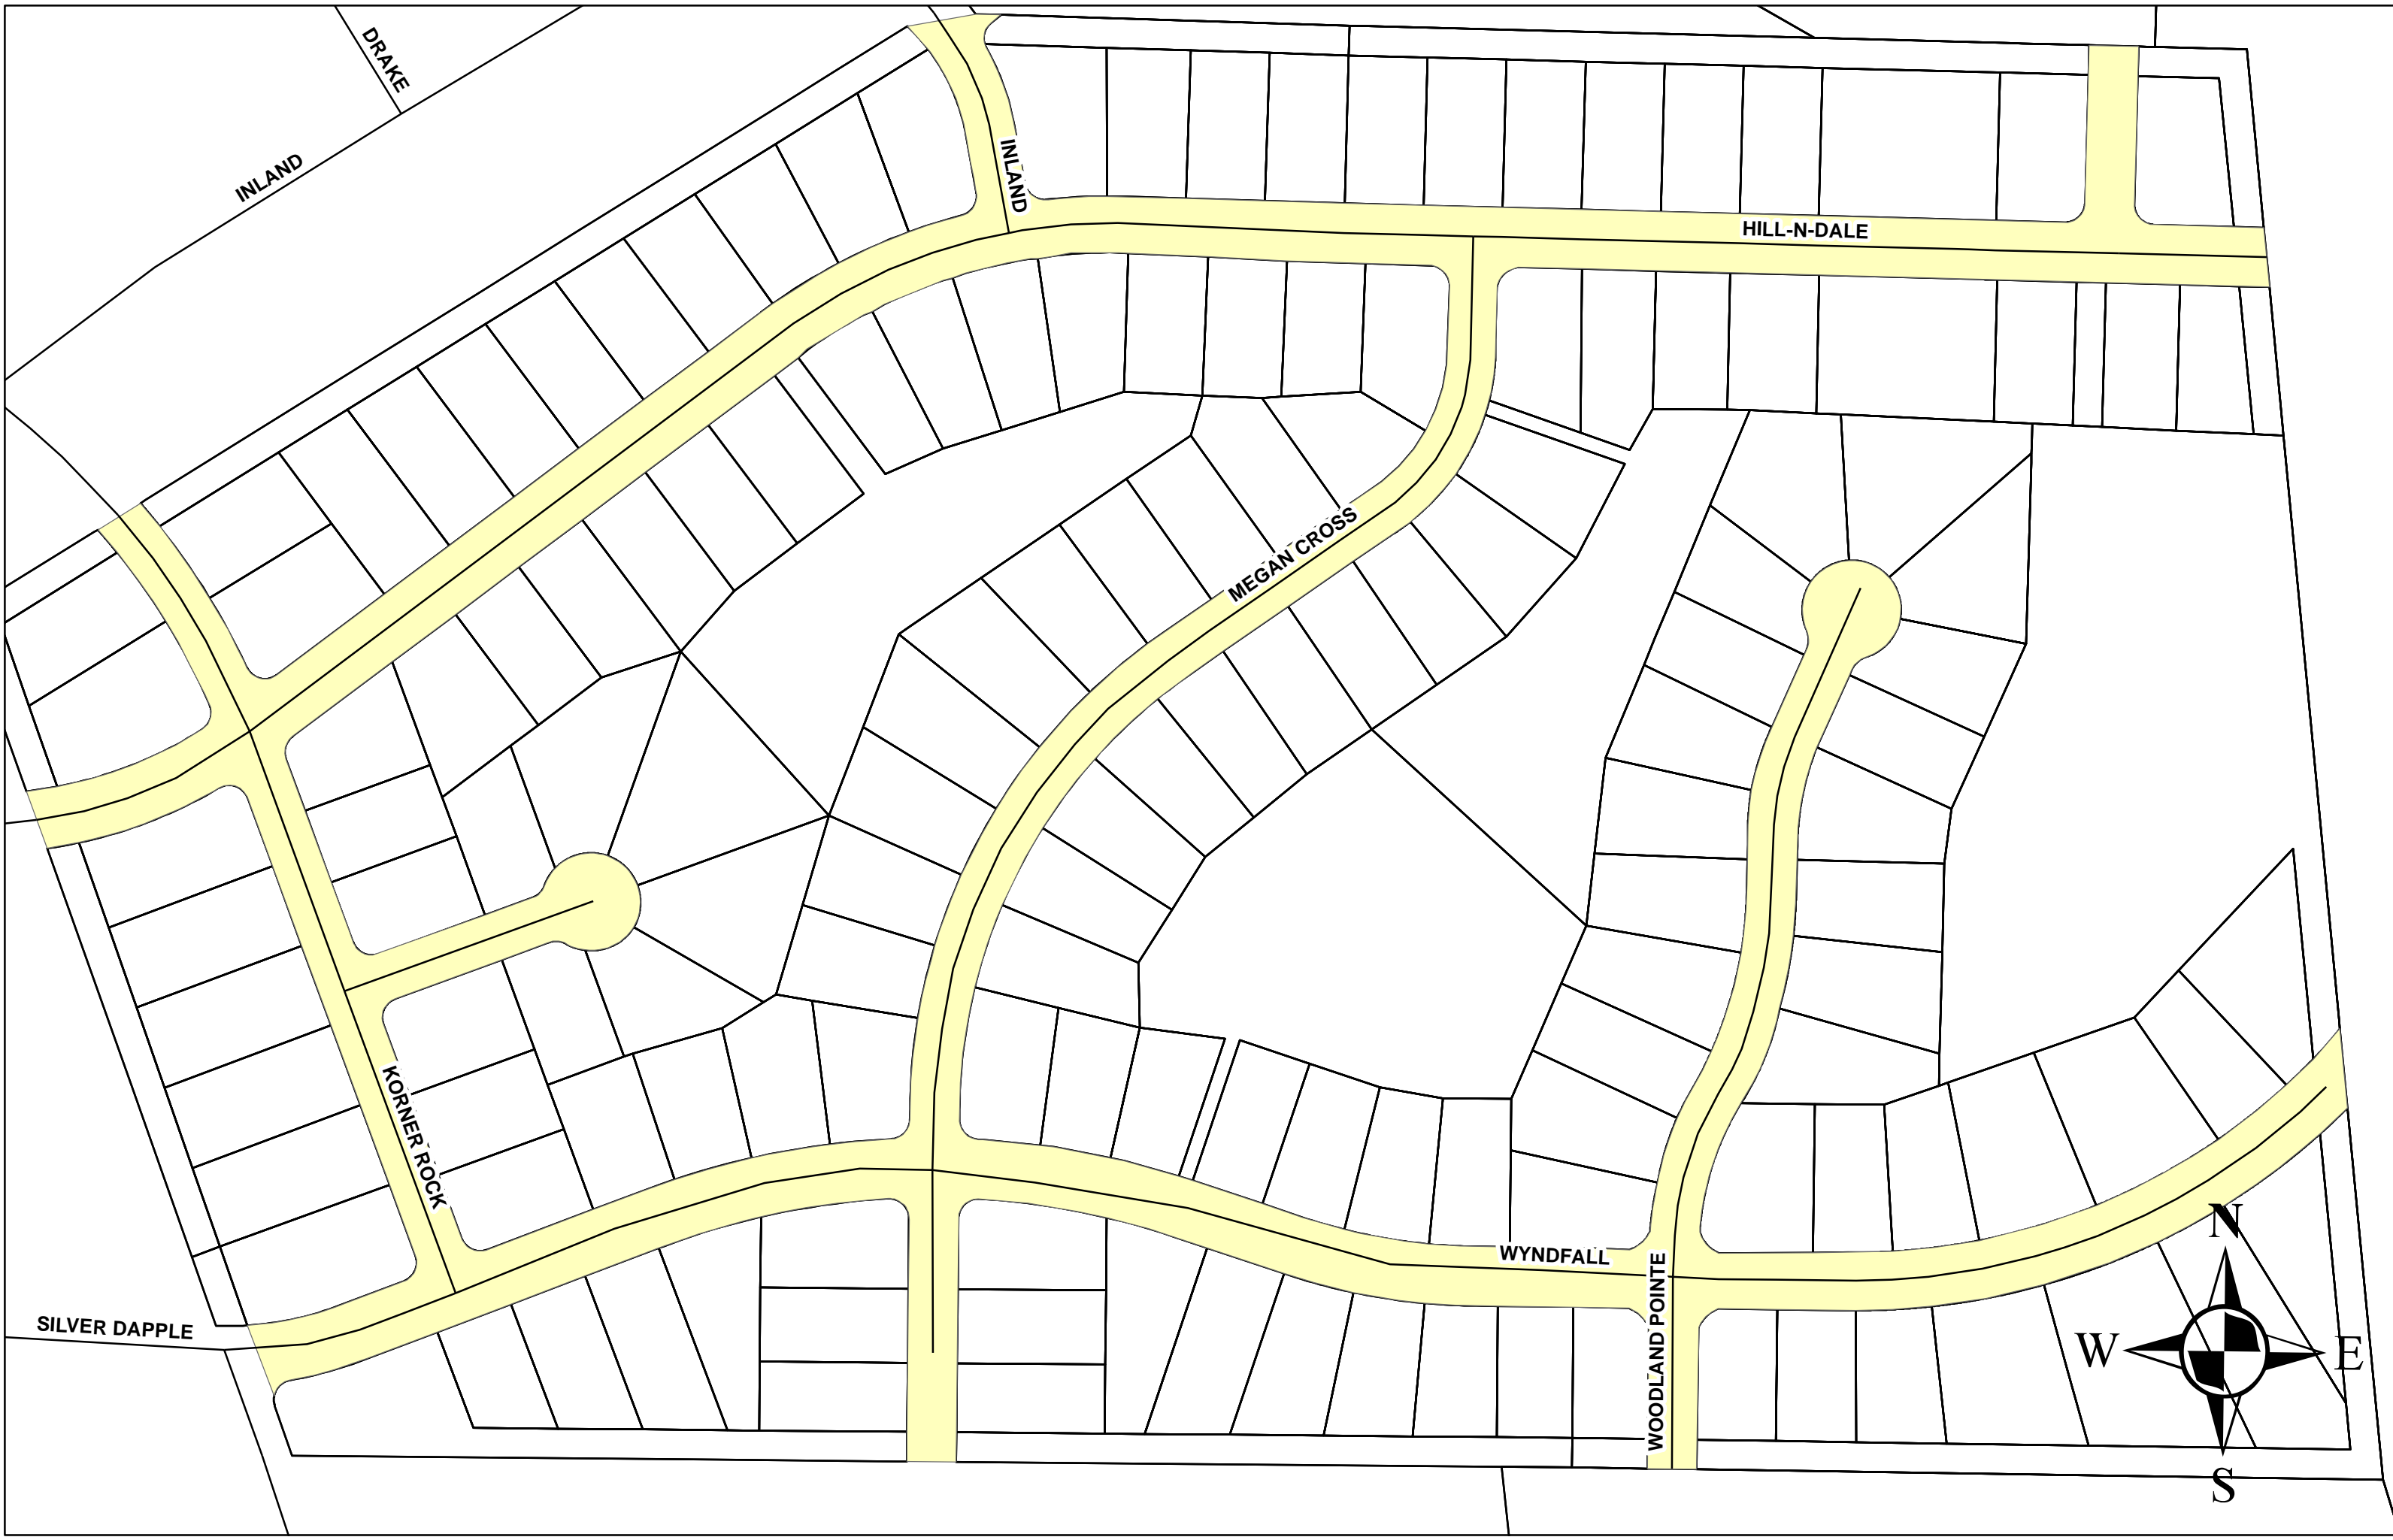 DRAKE
INLAND
INLAND
HILL-N-DALE
MEGAN CROSS
KORNER ROCK
WYNDFALL
WOODLAND POINTE
SILVER DAPPLE
N
W
E
S